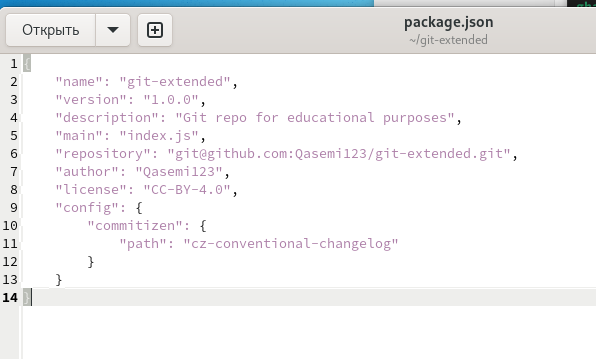 package.json
Открыть
~/git-extended
1 {
2     "name": "git-extended",
3     "version": "1.0.0",
4     "description": "Git repo for educational purposes",
5     "main": "index.js",
6     "repository": "git@github.com:Qasemi123/git-extended.git",
7     "author": "Qasemi123",
8     "license": "CC-BY-4.0",
9     "config": {
10         "commitizen": {
11             "path": "cz-conventional-changelog"
12         }
13     }
14 }